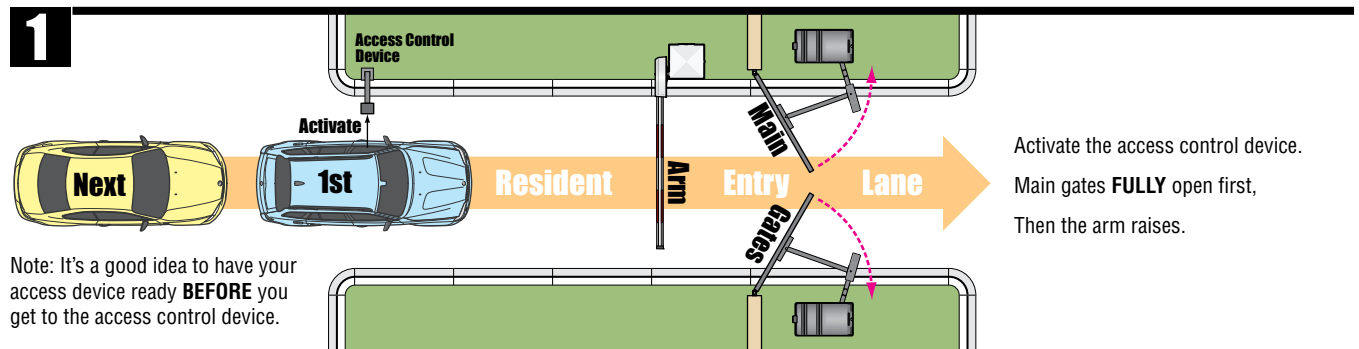 1
Access Control
Device
Activate
Next
1st
Resident
Arm
Entry
Lane
Main
Gates
Activate the access control device.
Main gates FULLY open first,
Then the arm raises.
Note: It's a good idea to have your
access device ready BEFORE you
get to the access control device.